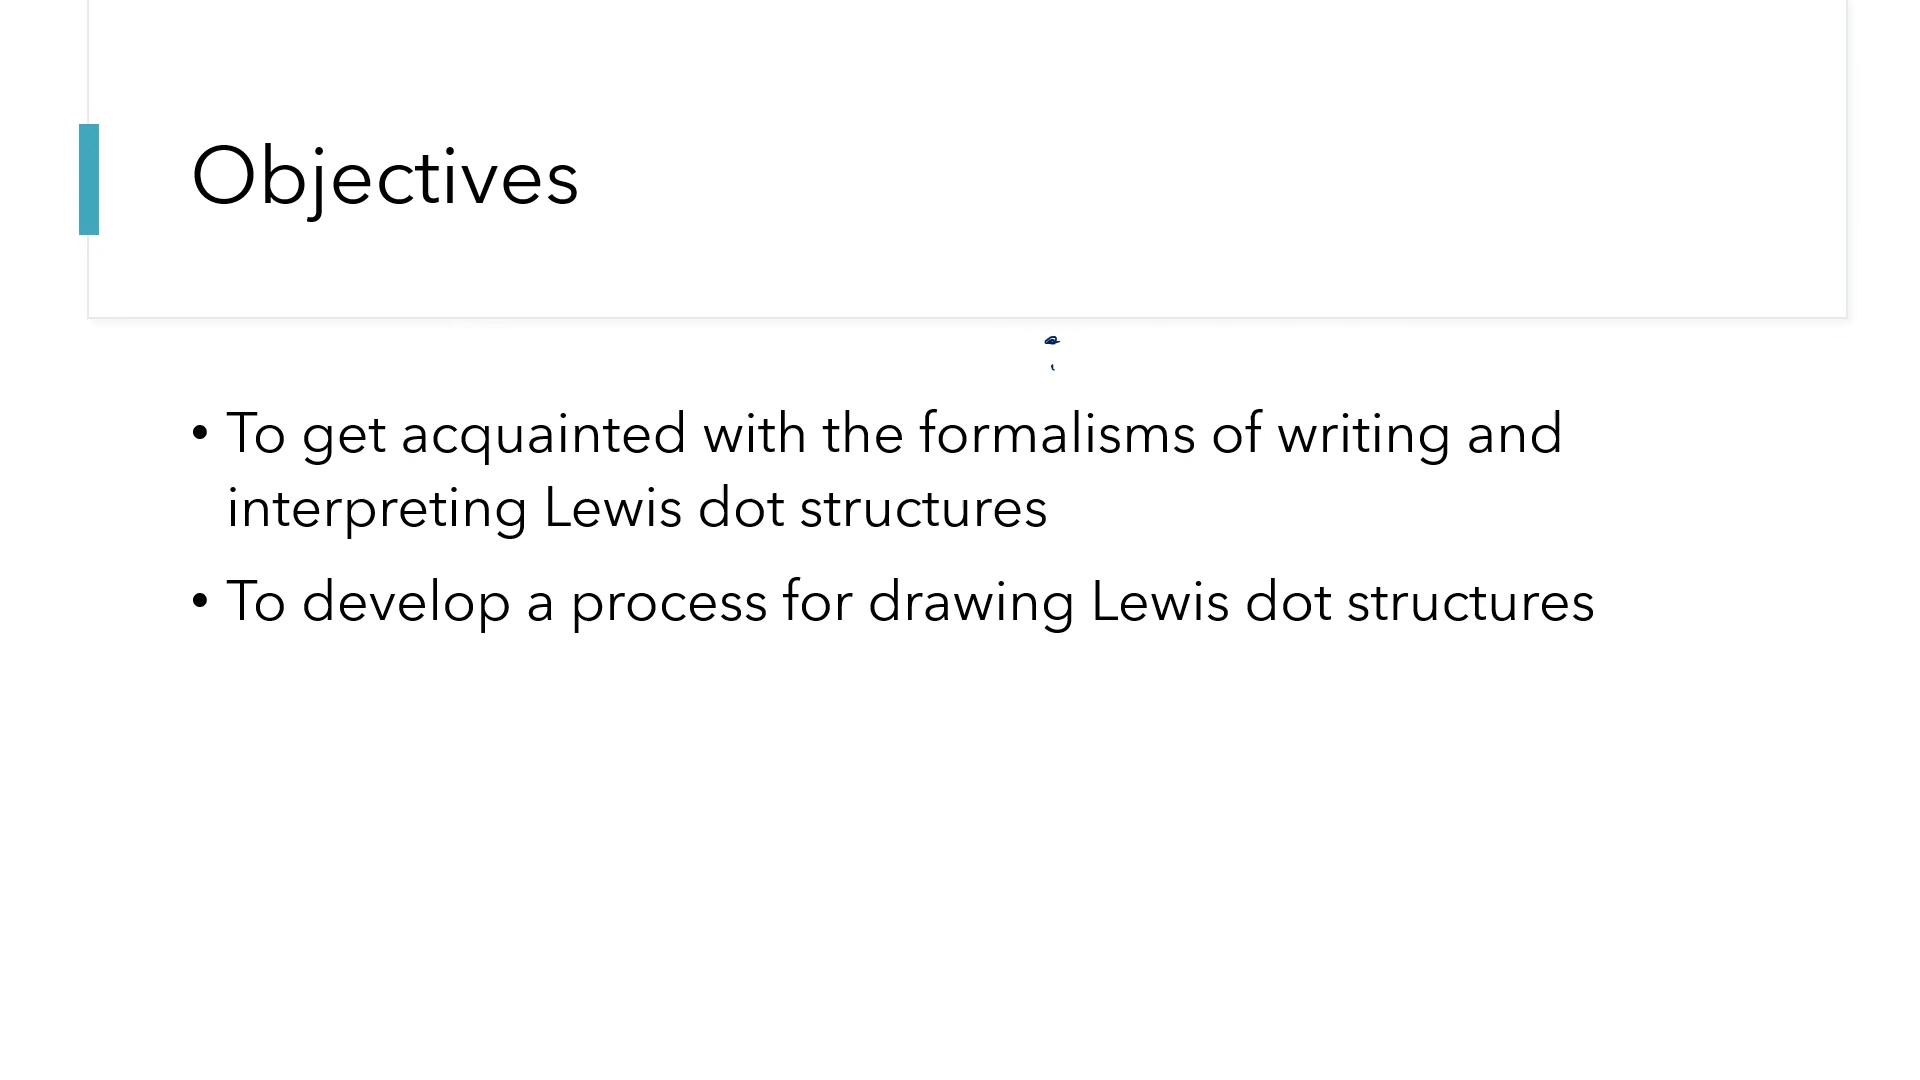 Objectives
• To get acquainted with the formalisms of writing and
interpreting Lewis dot structures
• To develop a process for drawing Lewis dot structures